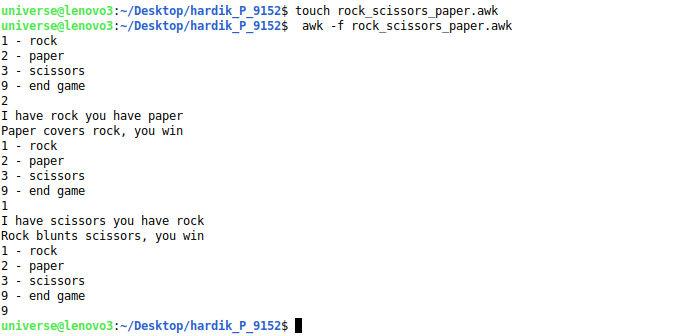 universe@lenovo3:~/Desktop/hardik_P_9152$ touch rock_scissors_paper.awk
universe@lenovo3:~/Desktop/hardik_P_9152$  awk -f rock_scissors_paper.awk
1 - rock
2 - paper
3 - scissors
9 - end game
2
I have rock you have paper
Paper covers rock, you win
1 - rock
2 - paper
3 - scissors
9 - end game
1
I have scissors you have rock
Rock blunts scissors, you win
1 - rock
2 - paper
3 - scissors
9 - end game
9
universe@lenovo3:~/Desktop/hardik_P_9152$